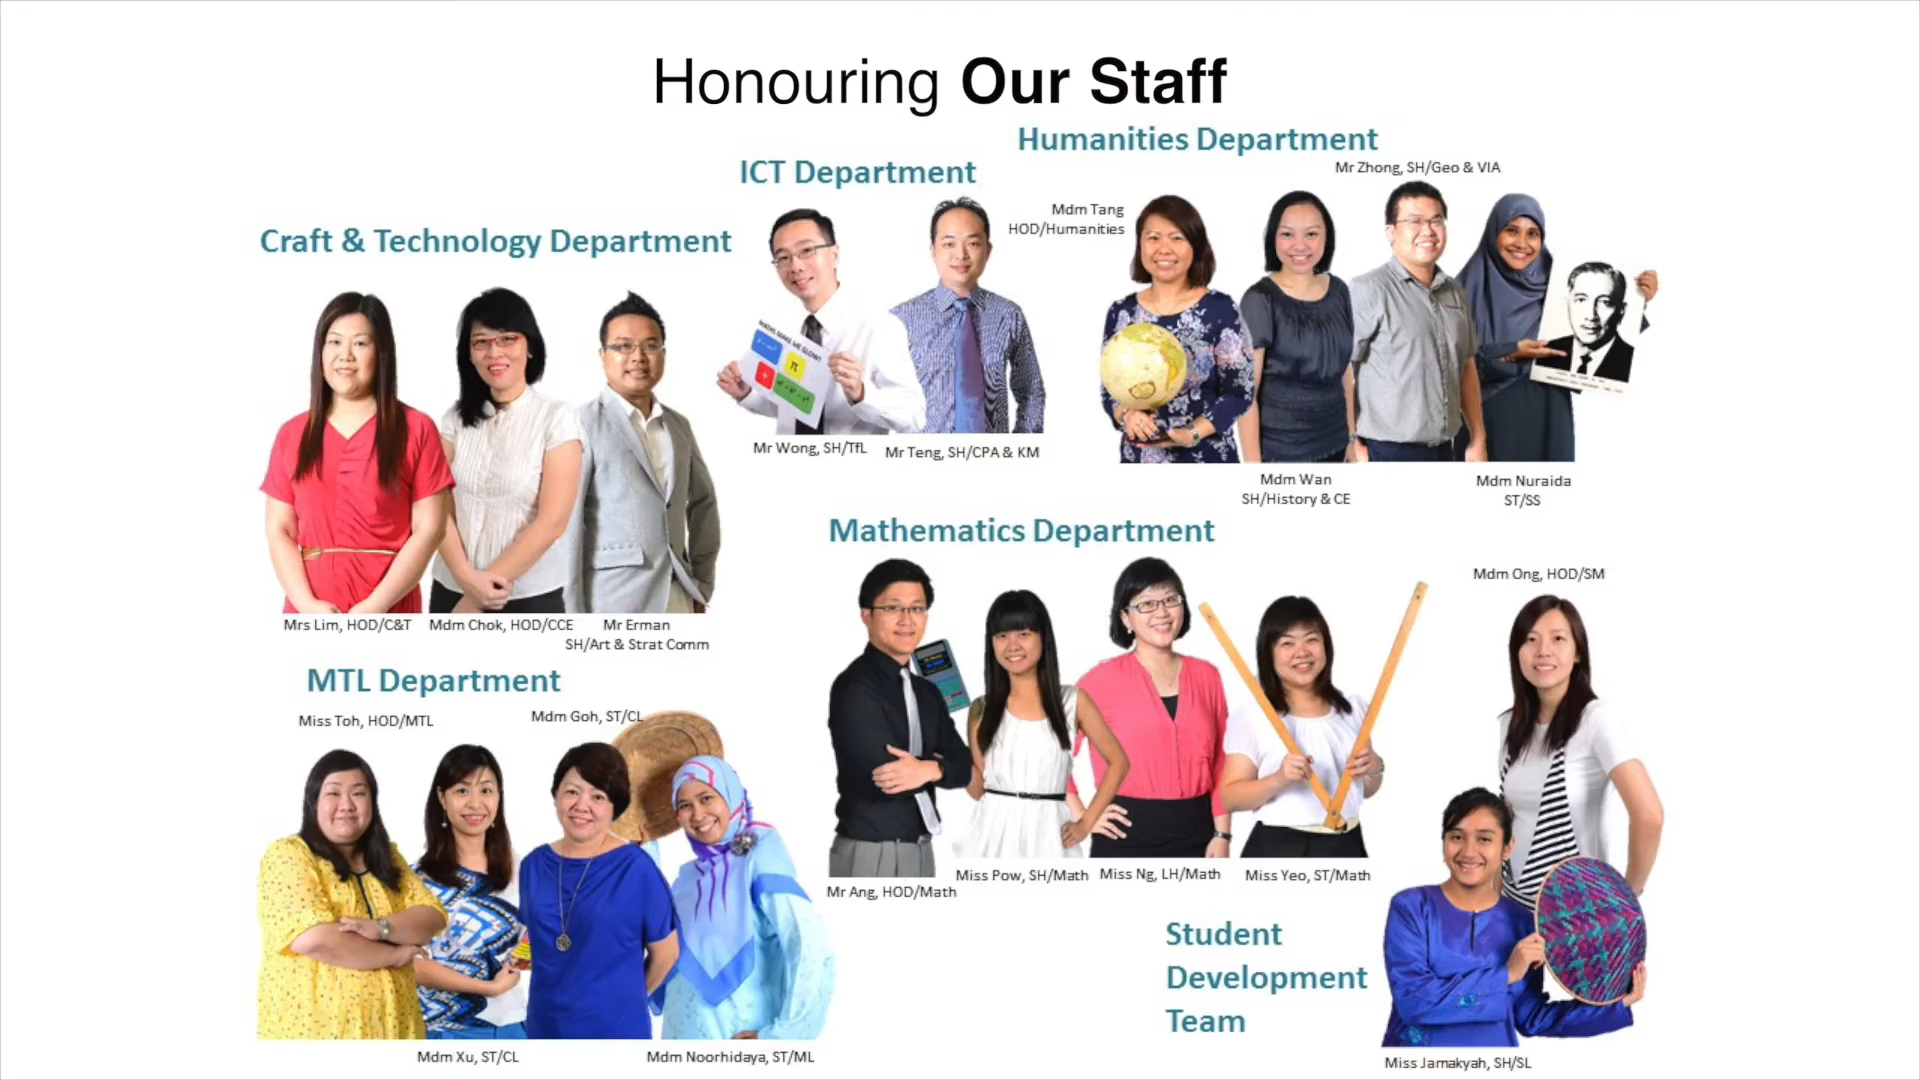 Honouring Our Staff
Humanities Department
Mr Zhong, SH/Geo & VIA
ICT Department
Mdm Tang
HOD/Humanities
Craft & Technology Department
MATHS MAKE ME GLOW!
π
Mr Wong, SH/TfL
Mr Teng, SH/CPA & KM
Mdm Wan
SH/History & CE
Mdm Nuraida
ST/SS
Mathematics Department
Mdm Ong, HOD/SM
Mrs Lim, HOD/C&T
Mdm Chok, HOD/CCE
Mr Erman
SH/Art & Strat Comm
MTL Department
Miss Toh, HOD/MTL
Mdm Goh, ST/CL
Mr Ang, HOD/Math
Miss Pow, SH/Math
Miss Ng, LH/Math
Miss Yeo, ST/Math
Student
Development
Team
Mdm Xu, ST/CL
Mdm Noorhidaya, ST/ML
Miss Jamakyah, SH/SL